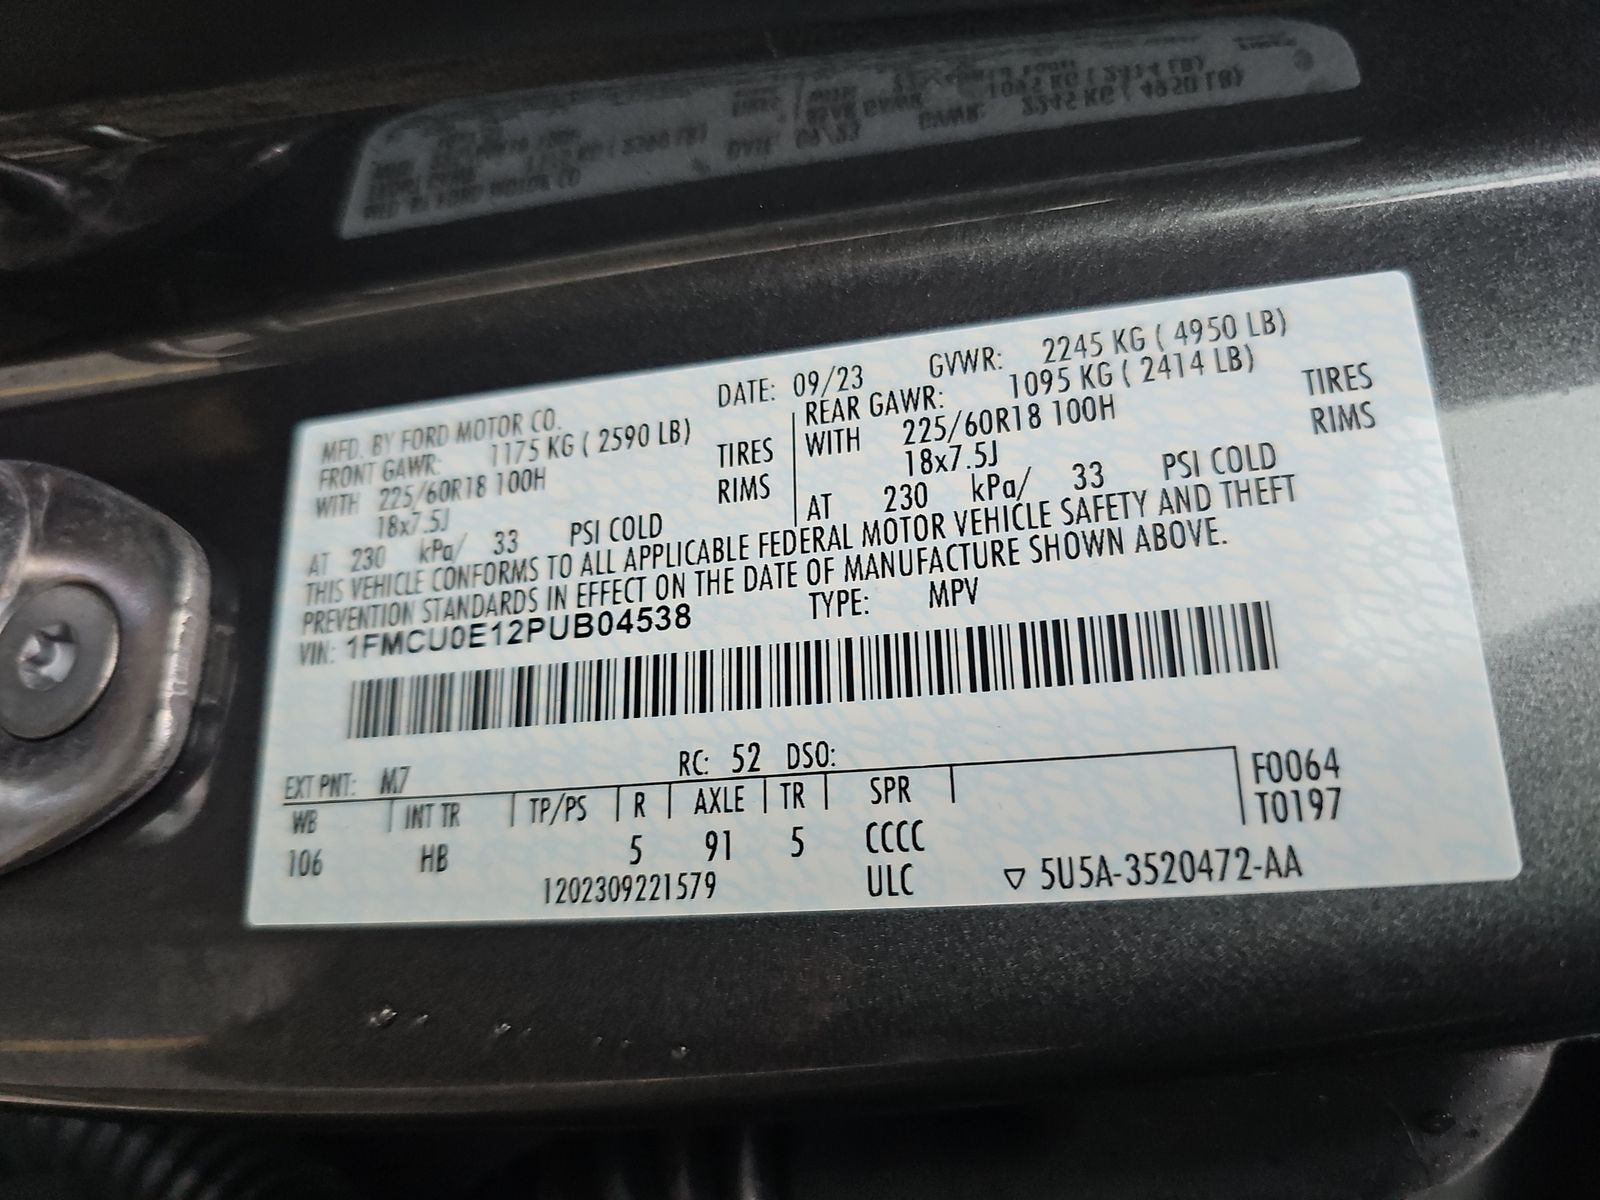 MFD. BY FORD MOTOR CO. DATE: 09/23 GVWR: 2245 KG ( 4950 LB)
FRONT GAWR: 1175 KG ( 2590 LB) REAR GAWR: 1095 KG ( 2414 LB)
WITH 225/60R18 100H TIRES WITH 225/60R18 100H TIRES
18x7.5J RIMS 18x7.5J RIMS
AT 230 kPa/ 33 PSI COLD AT 230 kPa/ 33 PSI COLD
THIS VEHICLE CONFORMS TO ALL APPLICABLE FEDERAL MOTOR VEHICLE SAFETY AND THEFT
PREVENTION STANDARDS IN EFFECT ON THE DATE OF MANUFACTURE SHOWN ABOVE.
VIN: 1FMCU0E12PUB04538 TYPE: MPV
EXT PNT: M7 RC: 52 DSO:
WB INT TR TP/PS R AXLE TR SPR F0064
106 HB 5 91 5 CCCC T0197
1202309221579 ULC ▽ 5U5A-3520472-AA